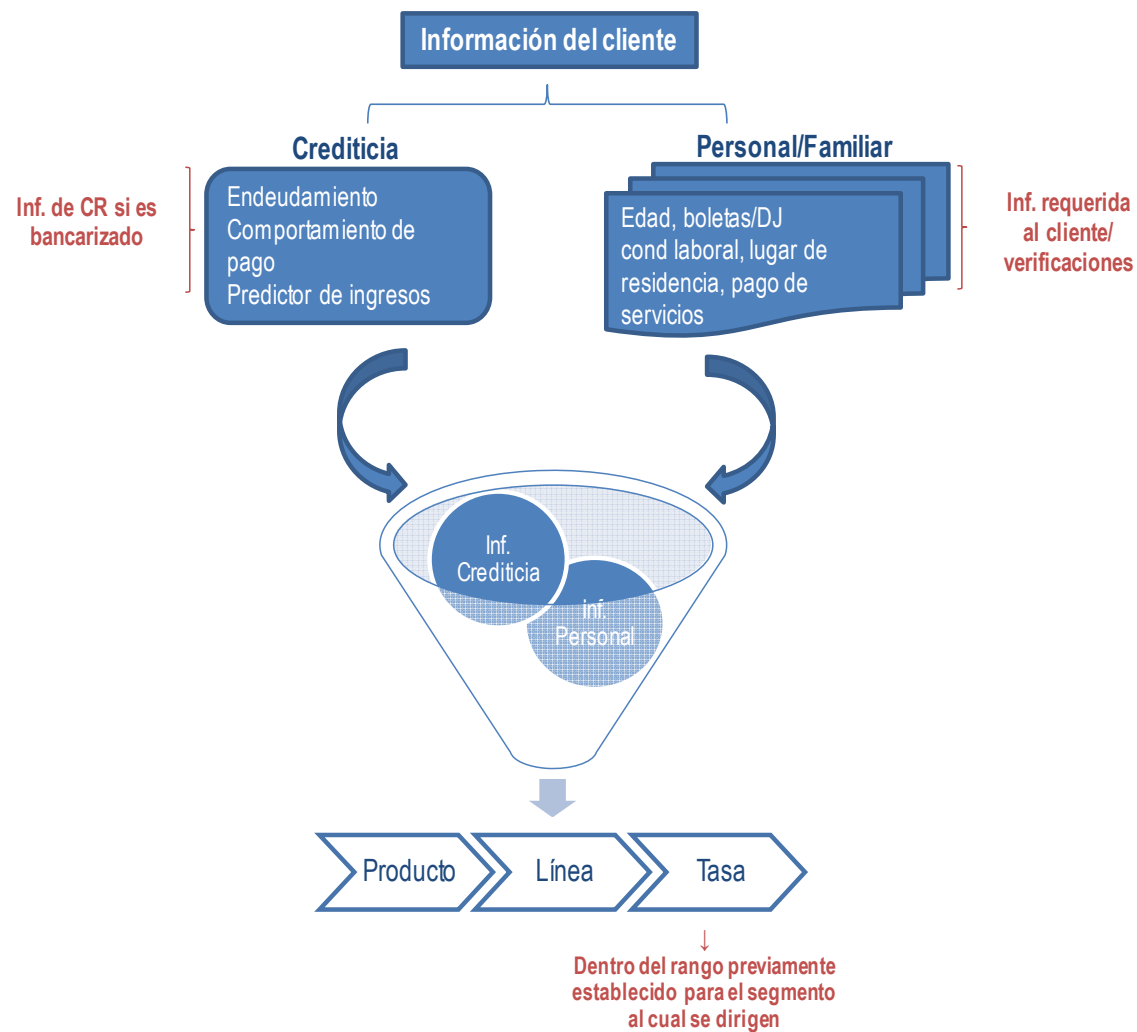 Información del cliente
Crediticia
Personal/Familiar
Inf. de CR si es
bancarizado
Endeudamiento
Comportamiento de
pago
Predictor de ingresos
Edad, boletas/DJ
cond laboral, lugar de
residencia, pago de
servicios
Inf. requerida
al cliente/
verificaciones
Inf.
Crediticia
Inf.
Personal
Producto
Línea
Tasa
↓
Dentro del rango previamente
establecido para el segmento
al cual se dirigen